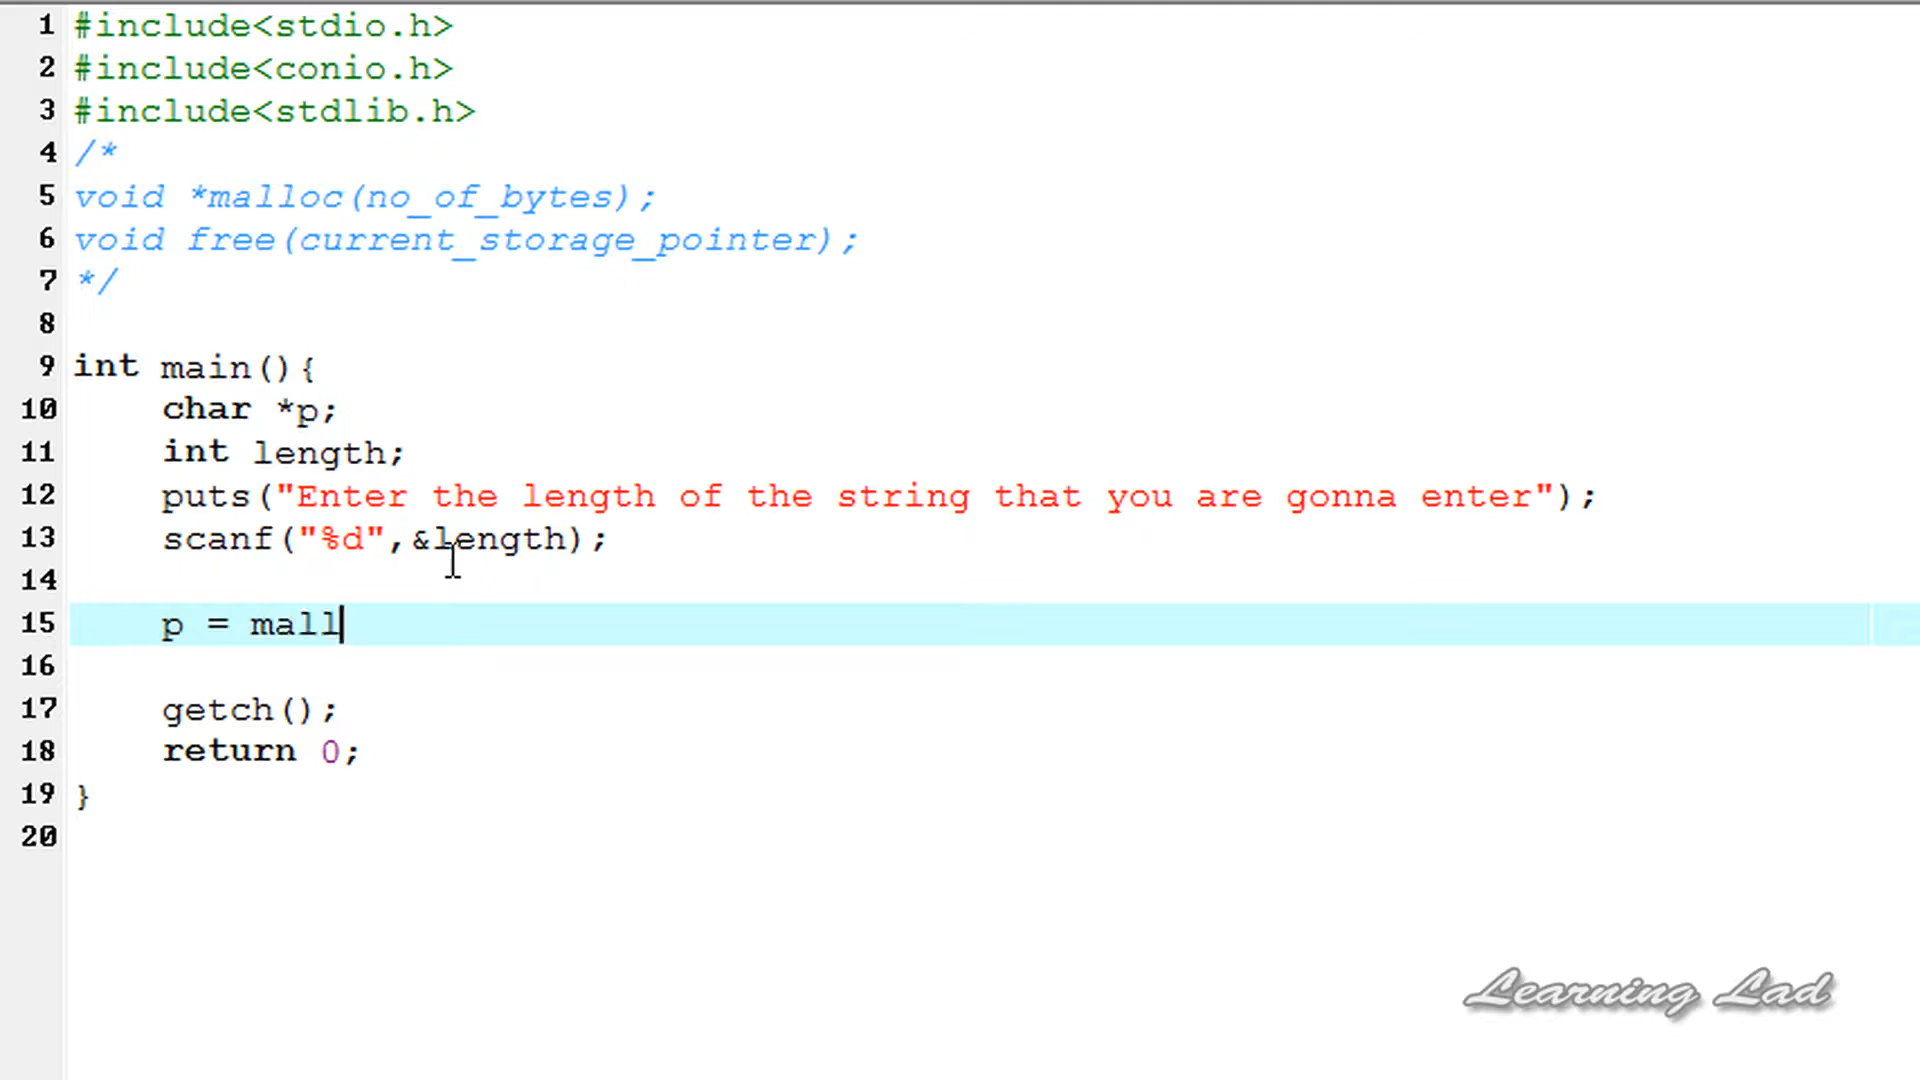 1 #include<stdio.h>
2 #include<conio.h>
3 #include<stdlib.h>
4 /*
5 void *malloc(no_of_bytes);
6 void free(current_storage_pointer);
7 */
8
9 int main(){
10 char *p;
11 int length;
12 puts("Enter the length of the string that you are gonna enter");
13 scanf("%d",&length);
14
15 p = mall
16
17 getch();
18 return 0;
19 }
20
Learning Lad